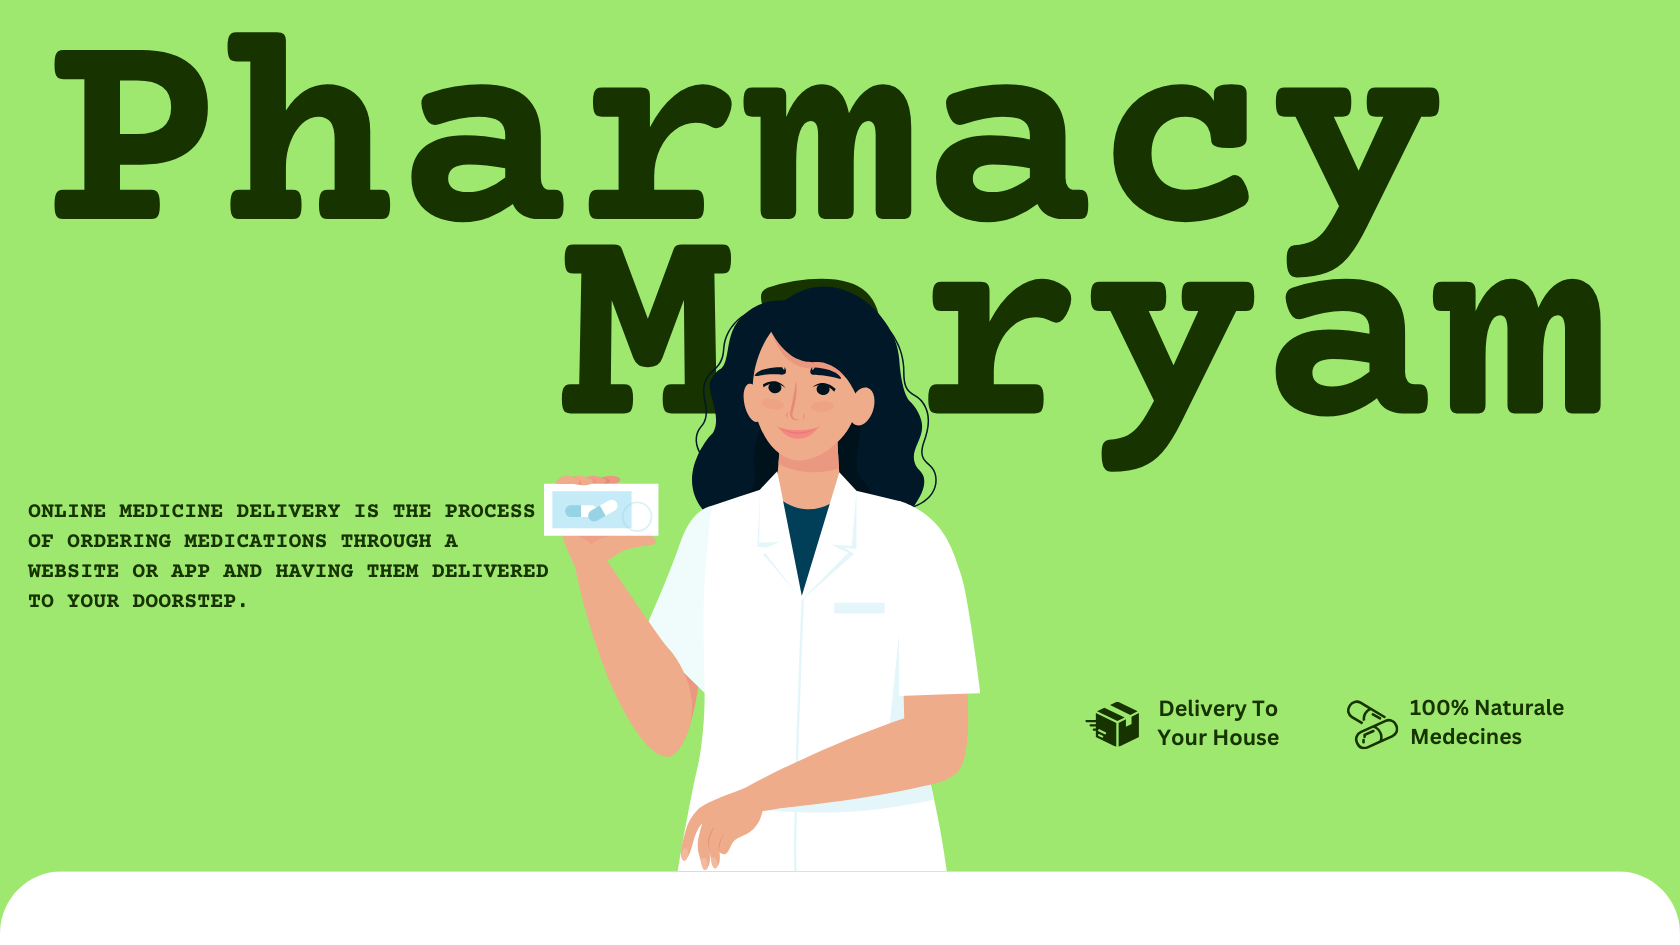 Pharmacy
Maryam
ONLINE MEDICINE DELIVERY IS THE PROCESS
OF ORDERING MEDICATIONS THROUGH A
WEBSITE OR APP AND HAVING THEM DELIVERED
TO YOUR DOORSTEP.
Delivery To
Your House
100% Naturale
Medecines